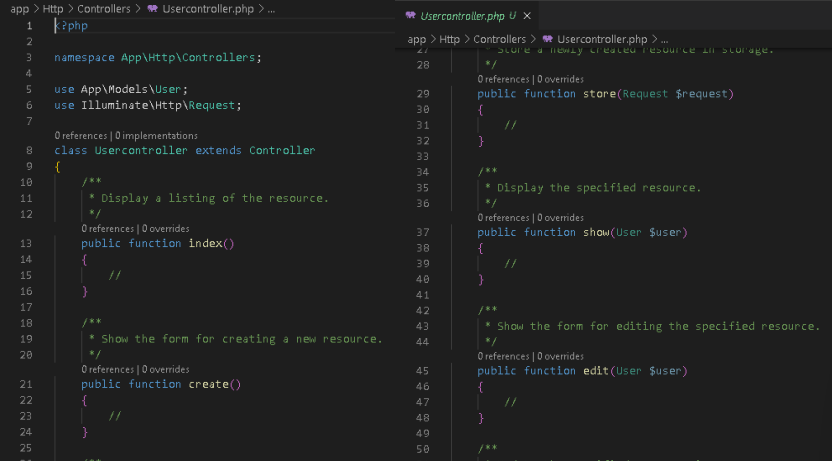 app > Http > Controllers > Usercontroller.php > ...
1 <?php
2
3 namespace App\Http\Controllers;
4
5 use App\Models\User;
6 use Illuminate\Http\Request;
7
0 references | 0 implementations
8 class Usercontroller extends Controller
9 {
10 /**
11 * Display a listing of the resource.
12 */
0 references | 0 overrides
13 public function index()
14 {
15 //
16 }
17
18 /**
19 * Show the form for creating a new resource.
20 */
0 references | 0 overrides
21 public function create()
22 {
23 //
24 }
25
Usercontroller.php U ×
app > Http > Controllers > Usercontroller.php > ...
27 * Store a newly created resource in storage.
28 */
0 references | 0 overrides
29 public function store(Request $request)
30 {
31 //
32 }
33
34 /**
35 * Display the specified resource.
36 */
0 references | 0 overrides
37 public function show(User $user)
38 {
39 //
40 }
41
42 /**
43 * Show the form for editing the specified resource.
44 */
0 references | 0 overrides
45 public function edit(User $user)
46 {
47 //
48 }
49
50 /**